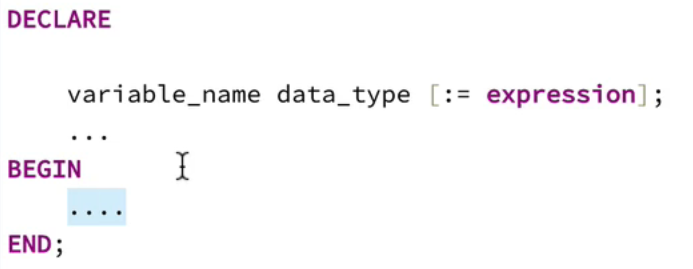 DECLARE
variable_name data_type [:= expression];
...
BEGIN
....
END;